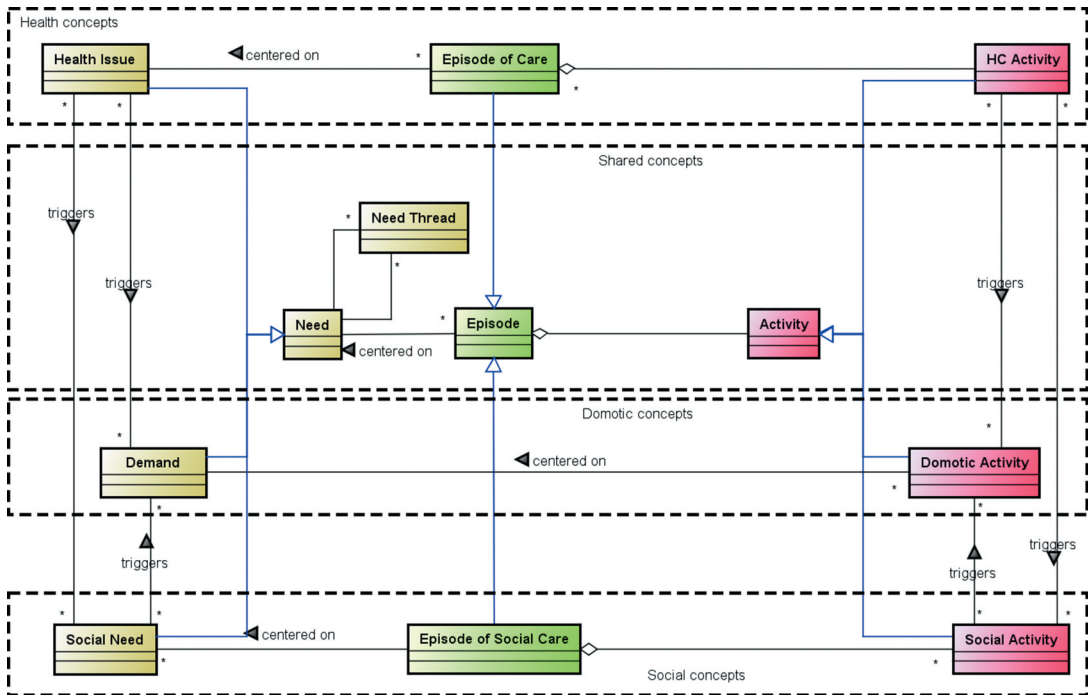 Health concepts
Health Issue
centered on
*
Episode of Care
*
HC Activity
*
*
*
*
Shared concepts
triggers
triggers
triggers
*
Need Thread
*
Need
*
Episode
Activity
centered on
Domotic concepts
*
*
Demand
centered on
Domotic Activity
*
*
*
triggers
triggers
triggers
*
*
*
*
Social Need
centered on
Episode of Social Care
Social Activity
*
*
Social concepts